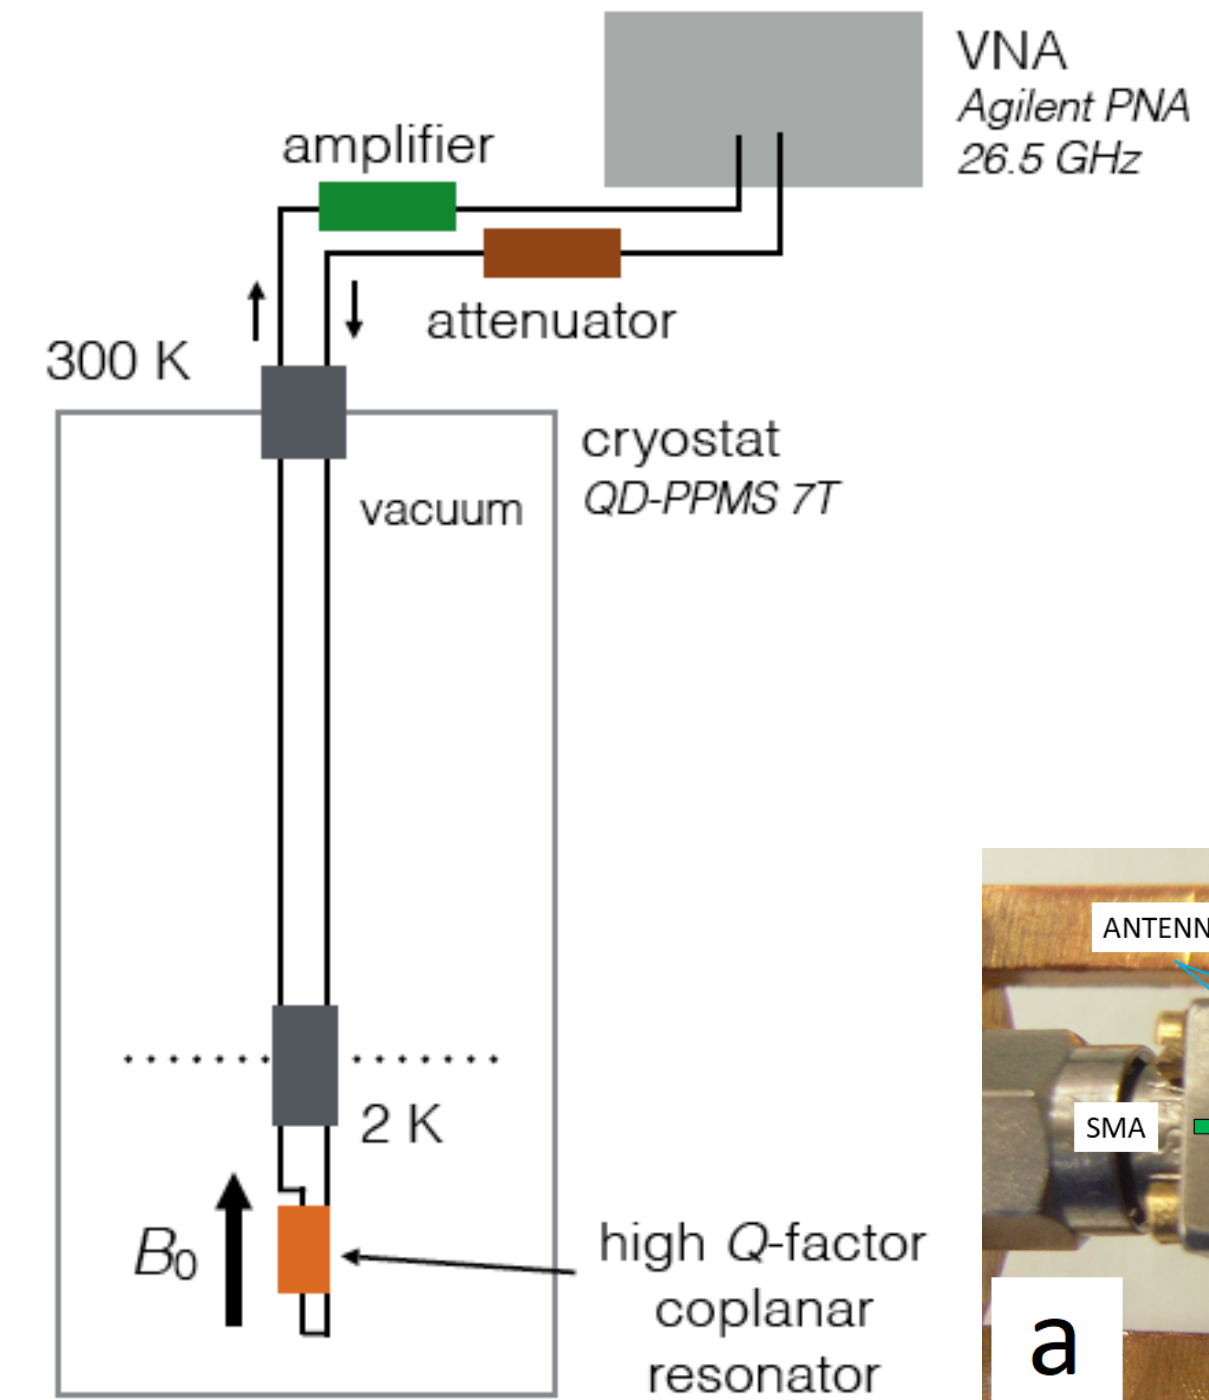 VNA
Agilent PNA
26.5 GHz
amplifier
attenuator
300 K
cryostat
QD-PPMS 7T
vacuum
2 K
B0
high Q-factor
coplanar
resonator
ANTENN
SMA
a